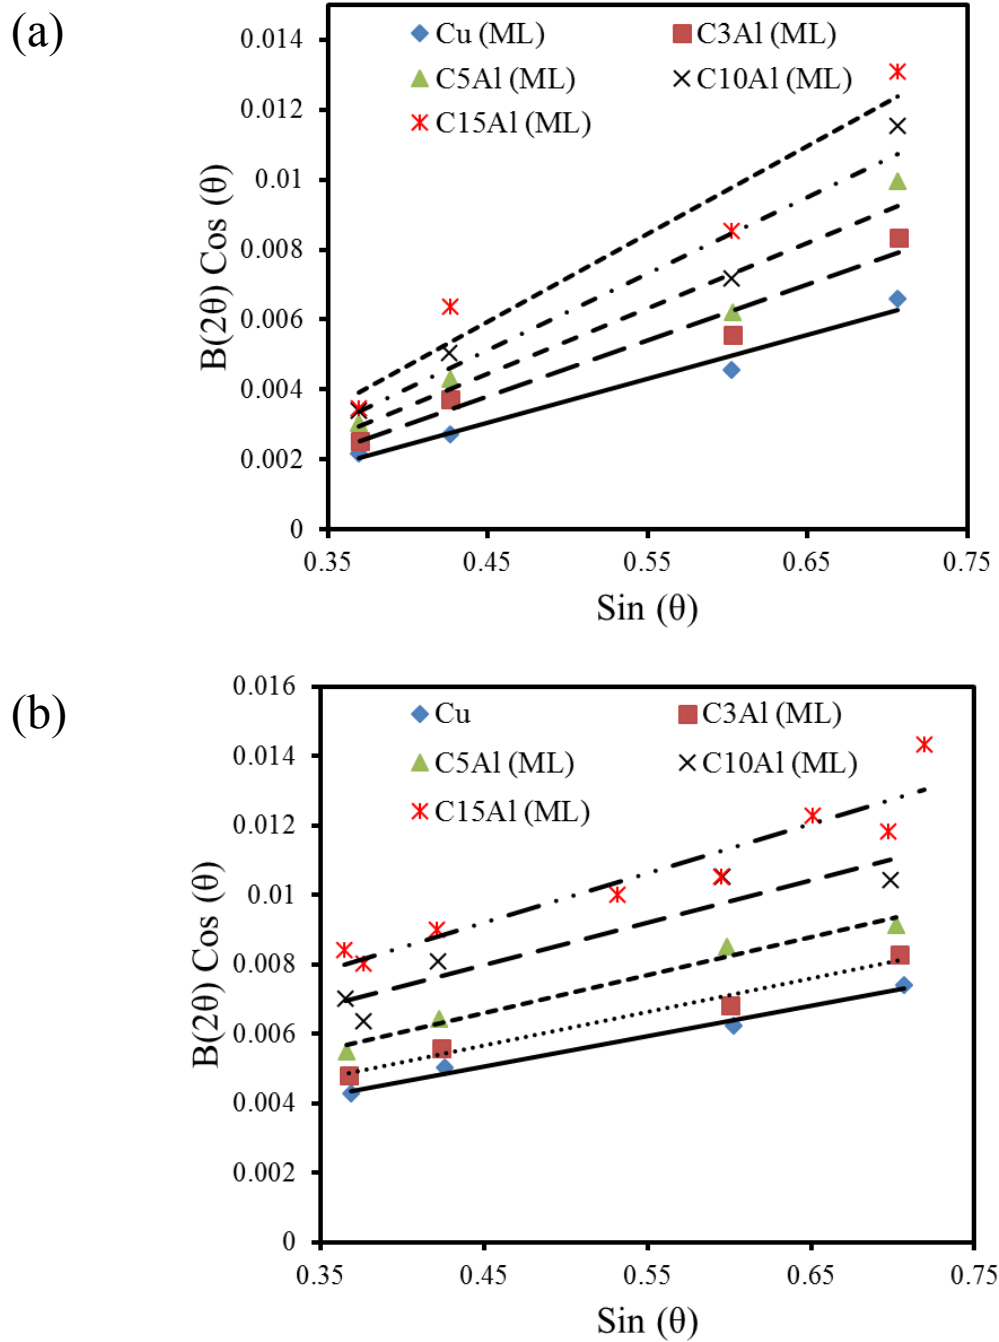 (a)
Cu (ML) C3Al (ML)
C5Al (ML) C10Al (ML)
C15Al (ML)
B(2θ) Cos (θ)
0.014
0.012
0.01
0.008
0.006
0.004
0.002
0
0.35 0.45 0.55 0.65 0.75
Sin (θ)
(b)
Cu C3Al (ML)
C5Al (ML) C10Al (ML)
C15Al (ML)
B(2θ) Cos (θ)
0.016
0.014
0.012
0.01
0.008
0.006
0.004
0.002
0
0.35 0.45 0.55 0.65 0.75
Sin (θ)